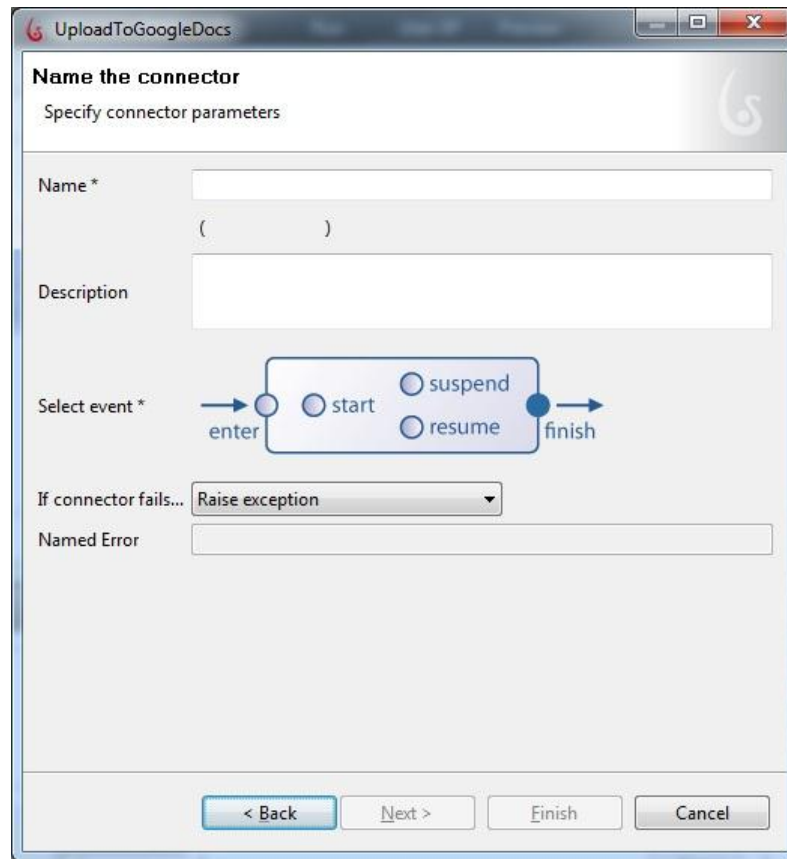 UploadToGoogleDocs
Name the connector
Specify connector parameters
Name *
( )
Description
Select event *
enter
start
suspend
resume
finish
If connector fails... Raise exception
Named Error
< Back Next > Finish Cancel